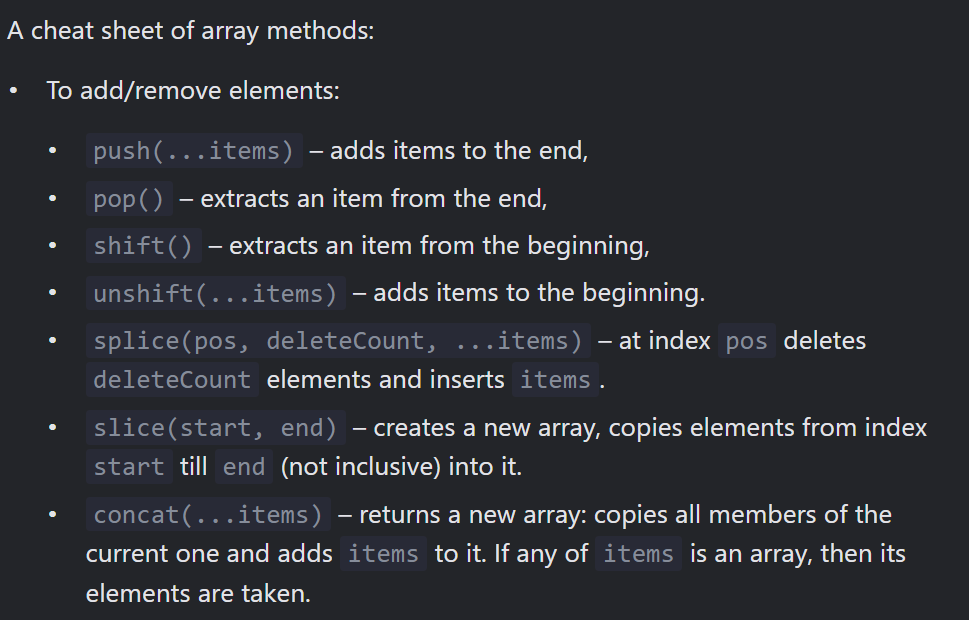 A cheat sheet of array methods:
• To add/remove elements:
• push(...items) – adds items to the end,
• pop() – extracts an item from the end,
• shift() – extracts an item from the beginning,
• unshift(...items) – adds items to the beginning.
• splice(pos, deleteCount, ...items) – at index pos deletes
deleteCount elements and inserts items.
• slice(start, end) – creates a new array, copies elements from index
start till end (not inclusive) into it.
• concat(...items) – returns a new array: copies all members of the
current one and adds items to it. If any of items is an array, then its
elements are taken.